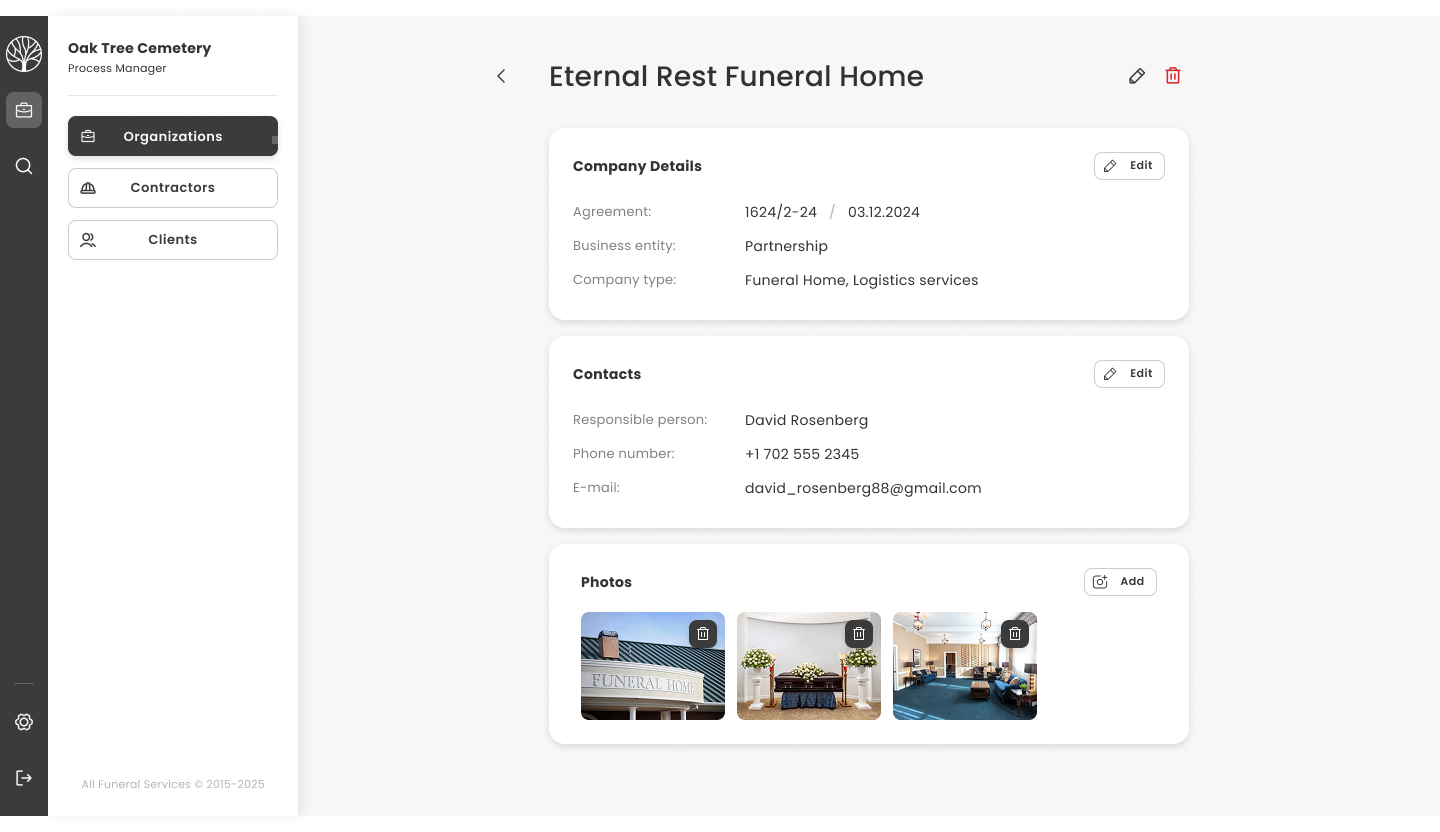 Oak Tree Cemetery
Process Manager
Organizations
Contractors
Clients
All Funeral Services © 2015-2025
Eternal Rest Funeral Home
Company Details
Edit
Agreement: 1624/2-24 / 03.12.2024
Business entity: Partnership
Company type: Funeral Home, Logistics services
Contacts
Edit
Responsible person: David Rosenberg
Phone number: +1 702 555 2345
E-mail: david_rosenberg88@gmail.com
Photos
Add
FUNERAL HOME